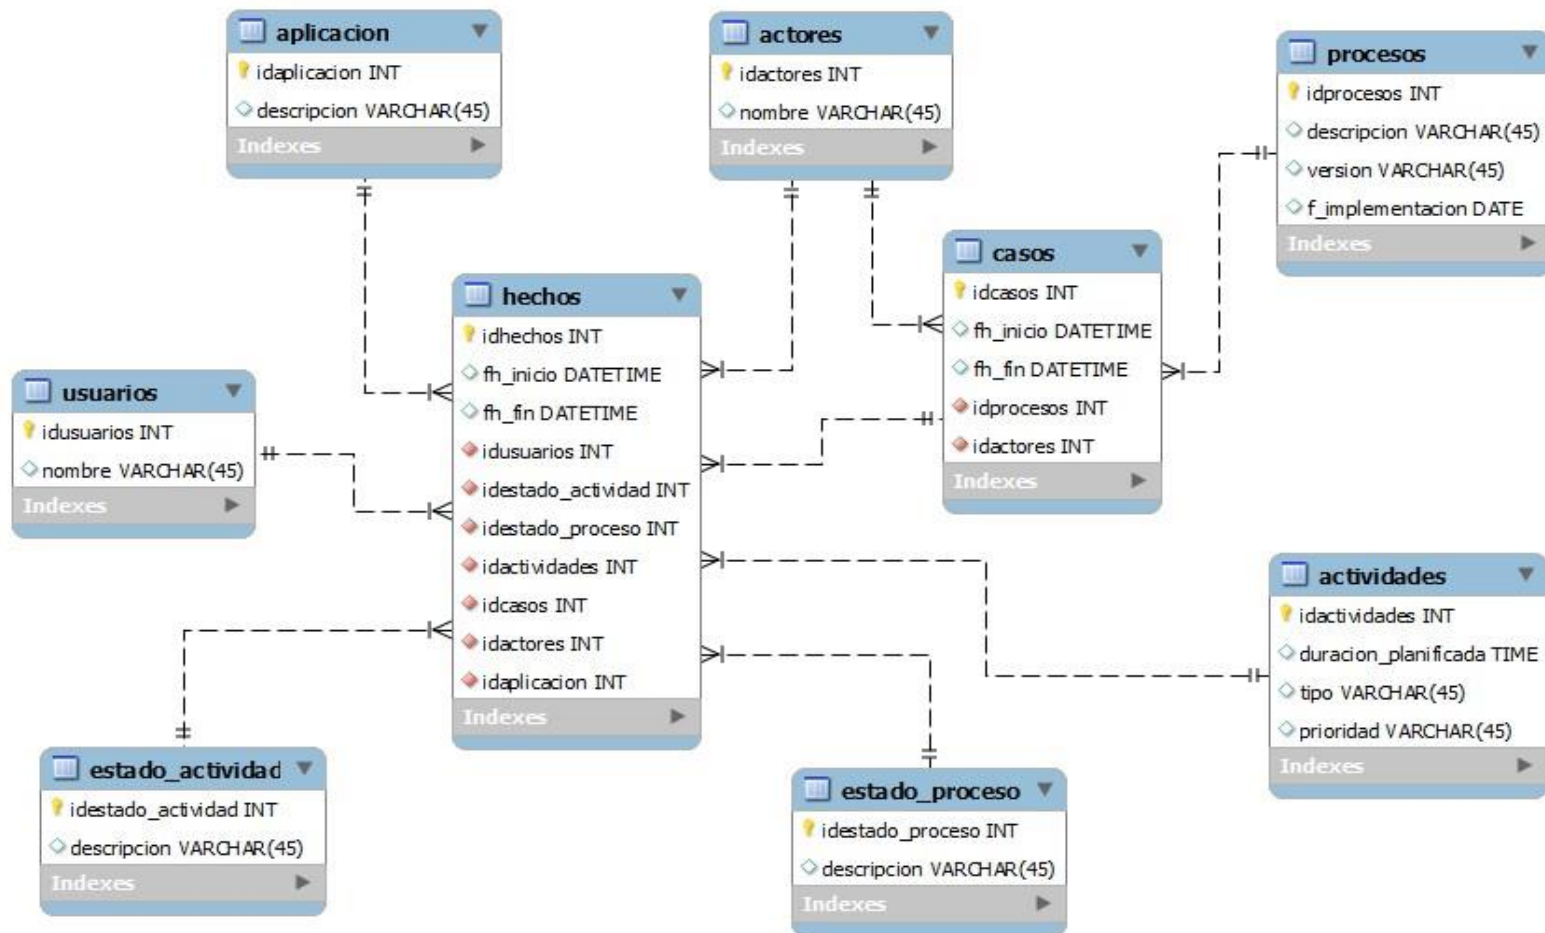 aplicacion
idaplicacion INT
descripcion VARCHAR(45)
Indexes
actores
idactores INT
nombre VARCHAR(45)
Indexes
procesos
idprocesos INT
descripcion VARCHAR(45)
version VARCHAR(45)
f_implementacion DATE
Indexes
casos
idcasos INT
fh_inicio DATETIME
fh_fin DATETIME
idprocesos INT
idactores INT
Indexes
hechos
idhechos INT
fh_inicio DATETIME
fh_fin DATETIME
idusuarios INT
idestado_actividad INT
idestado_proceso INT
idactividades INT
idcasos INT
idactores INT
idaplicacion INT
Indexes
usuarios
idusuarios INT
nombre VARCHAR(45)
Indexes
actividades
idactividades INT
duracion_planificada TIME
tipo VARCHAR(45)
prioridad VARCHAR(45)
Indexes
estado_actividad
idestado_actividad INT
descripcion VARCHAR(45)
Indexes
estado_proceso
idestado_proceso INT
descripcion VARCHAR(45)
Indexes